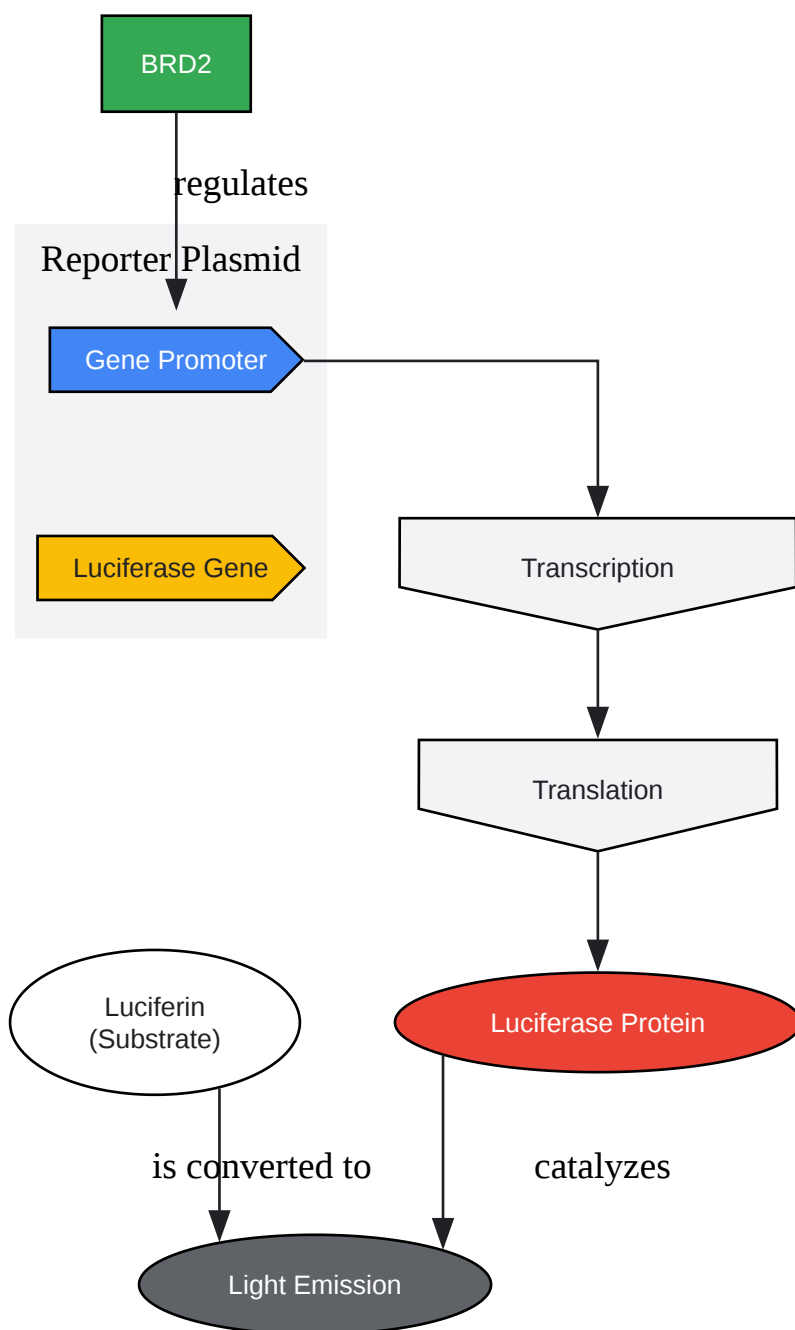 BRD2
regulates
Reporter Plasmid
Gene Promoter
Luciferase Gene
Transcription
Translation
Luciferin
(Substrate)
Luciferase Protein
is converted to
catalyzes
Light Emission